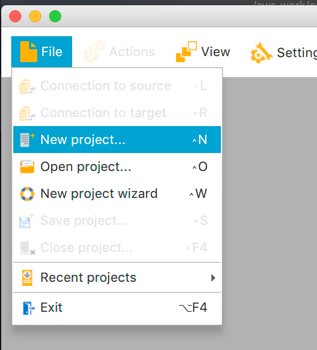 File Actions View Setting
Connection to source ^L
Connection to target ^R
New project... ^N
Open project... ^O
New project wizard ^W
Save project... ^S
Close project... ^F4
Recent projects
Exit ⌥F4